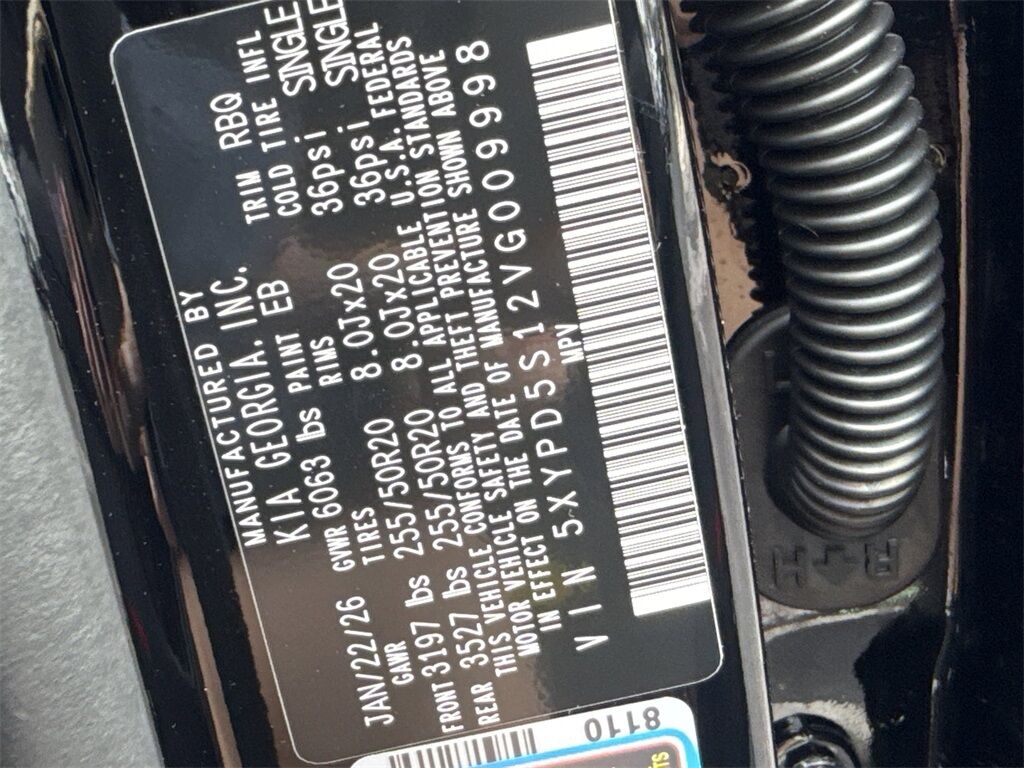 MANUFACTURED BY
KIA GEORGIA. INC. TRIM RBQ
PAINT EB COLD TIRE INFL
JAN/22/26 GVWR 6063 lbs RIMS 36psi SINGLE
GAWR TIRES 8.0Jx20 36psi SINGLE
FRONT 3197 lbs 255/50R20 8.0Jx20
REAR 3527 lbs 255/50R20
THIS VEHICLE CONFORMS TO ALL APPLICABLE U.S.A. FEDERAL
MOTOR VEHICLE SAFETY AND THEFT PREVENTION STANDARDS
IN EFFECT ON THE DATE OF MANUFACTURE SHOWN ABOVE
VIN 5XYPD5S12VG009998
MPV
8110
R H